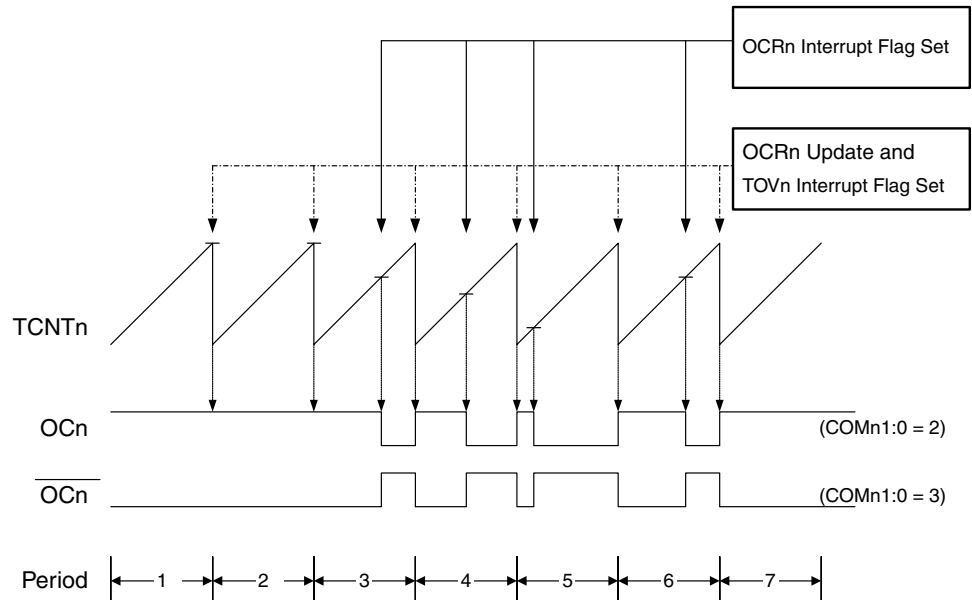 OCRn Interrupt Flag Set
OCRn Update and
TOVn Interrupt Flag Set
TCNTn
OCn
(COMn1:0 = 2)
OCn
(COMn1:0 = 3)
Period
1 2 3 4 5 6 7